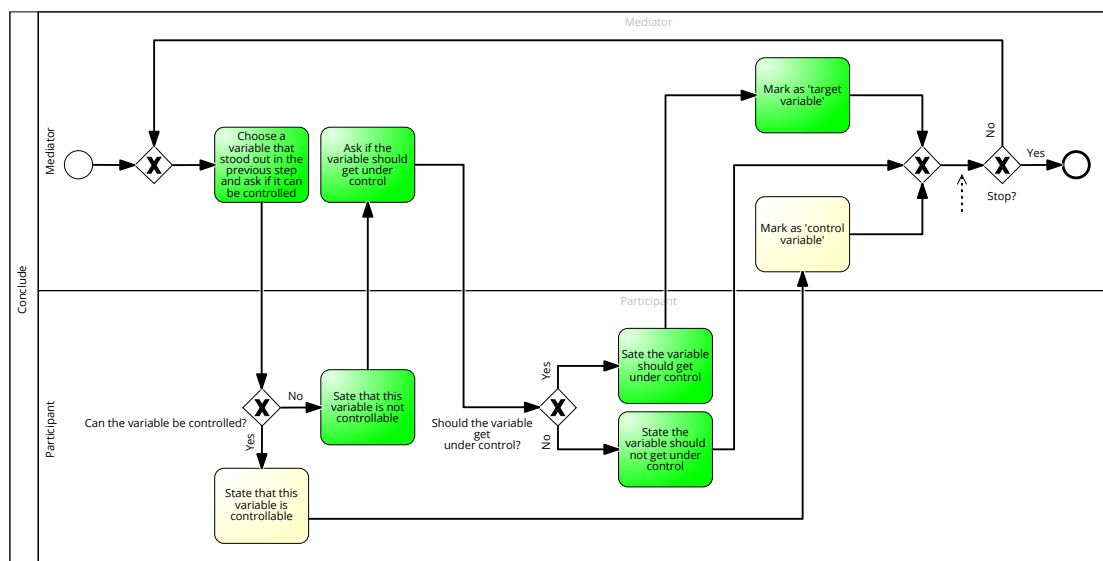 Mediator
Conclude
Mediator
Choose a
variable that
stood out in the
previous step
and ask if it can
be controlled
Ask if the
variable should
get under
control
Mark as 'target
variable'
Mark as 'control
variable'
No
Yes
Stop?
Participant
Participant
Can the variable be controlled?
No
Yes
Sate that this
variable is not
controllable
State that this
variable is
controllable
Should the variable
get
under control?
Yes
No
Sate the variable
should get
under control
State the
variable should
not get under
control